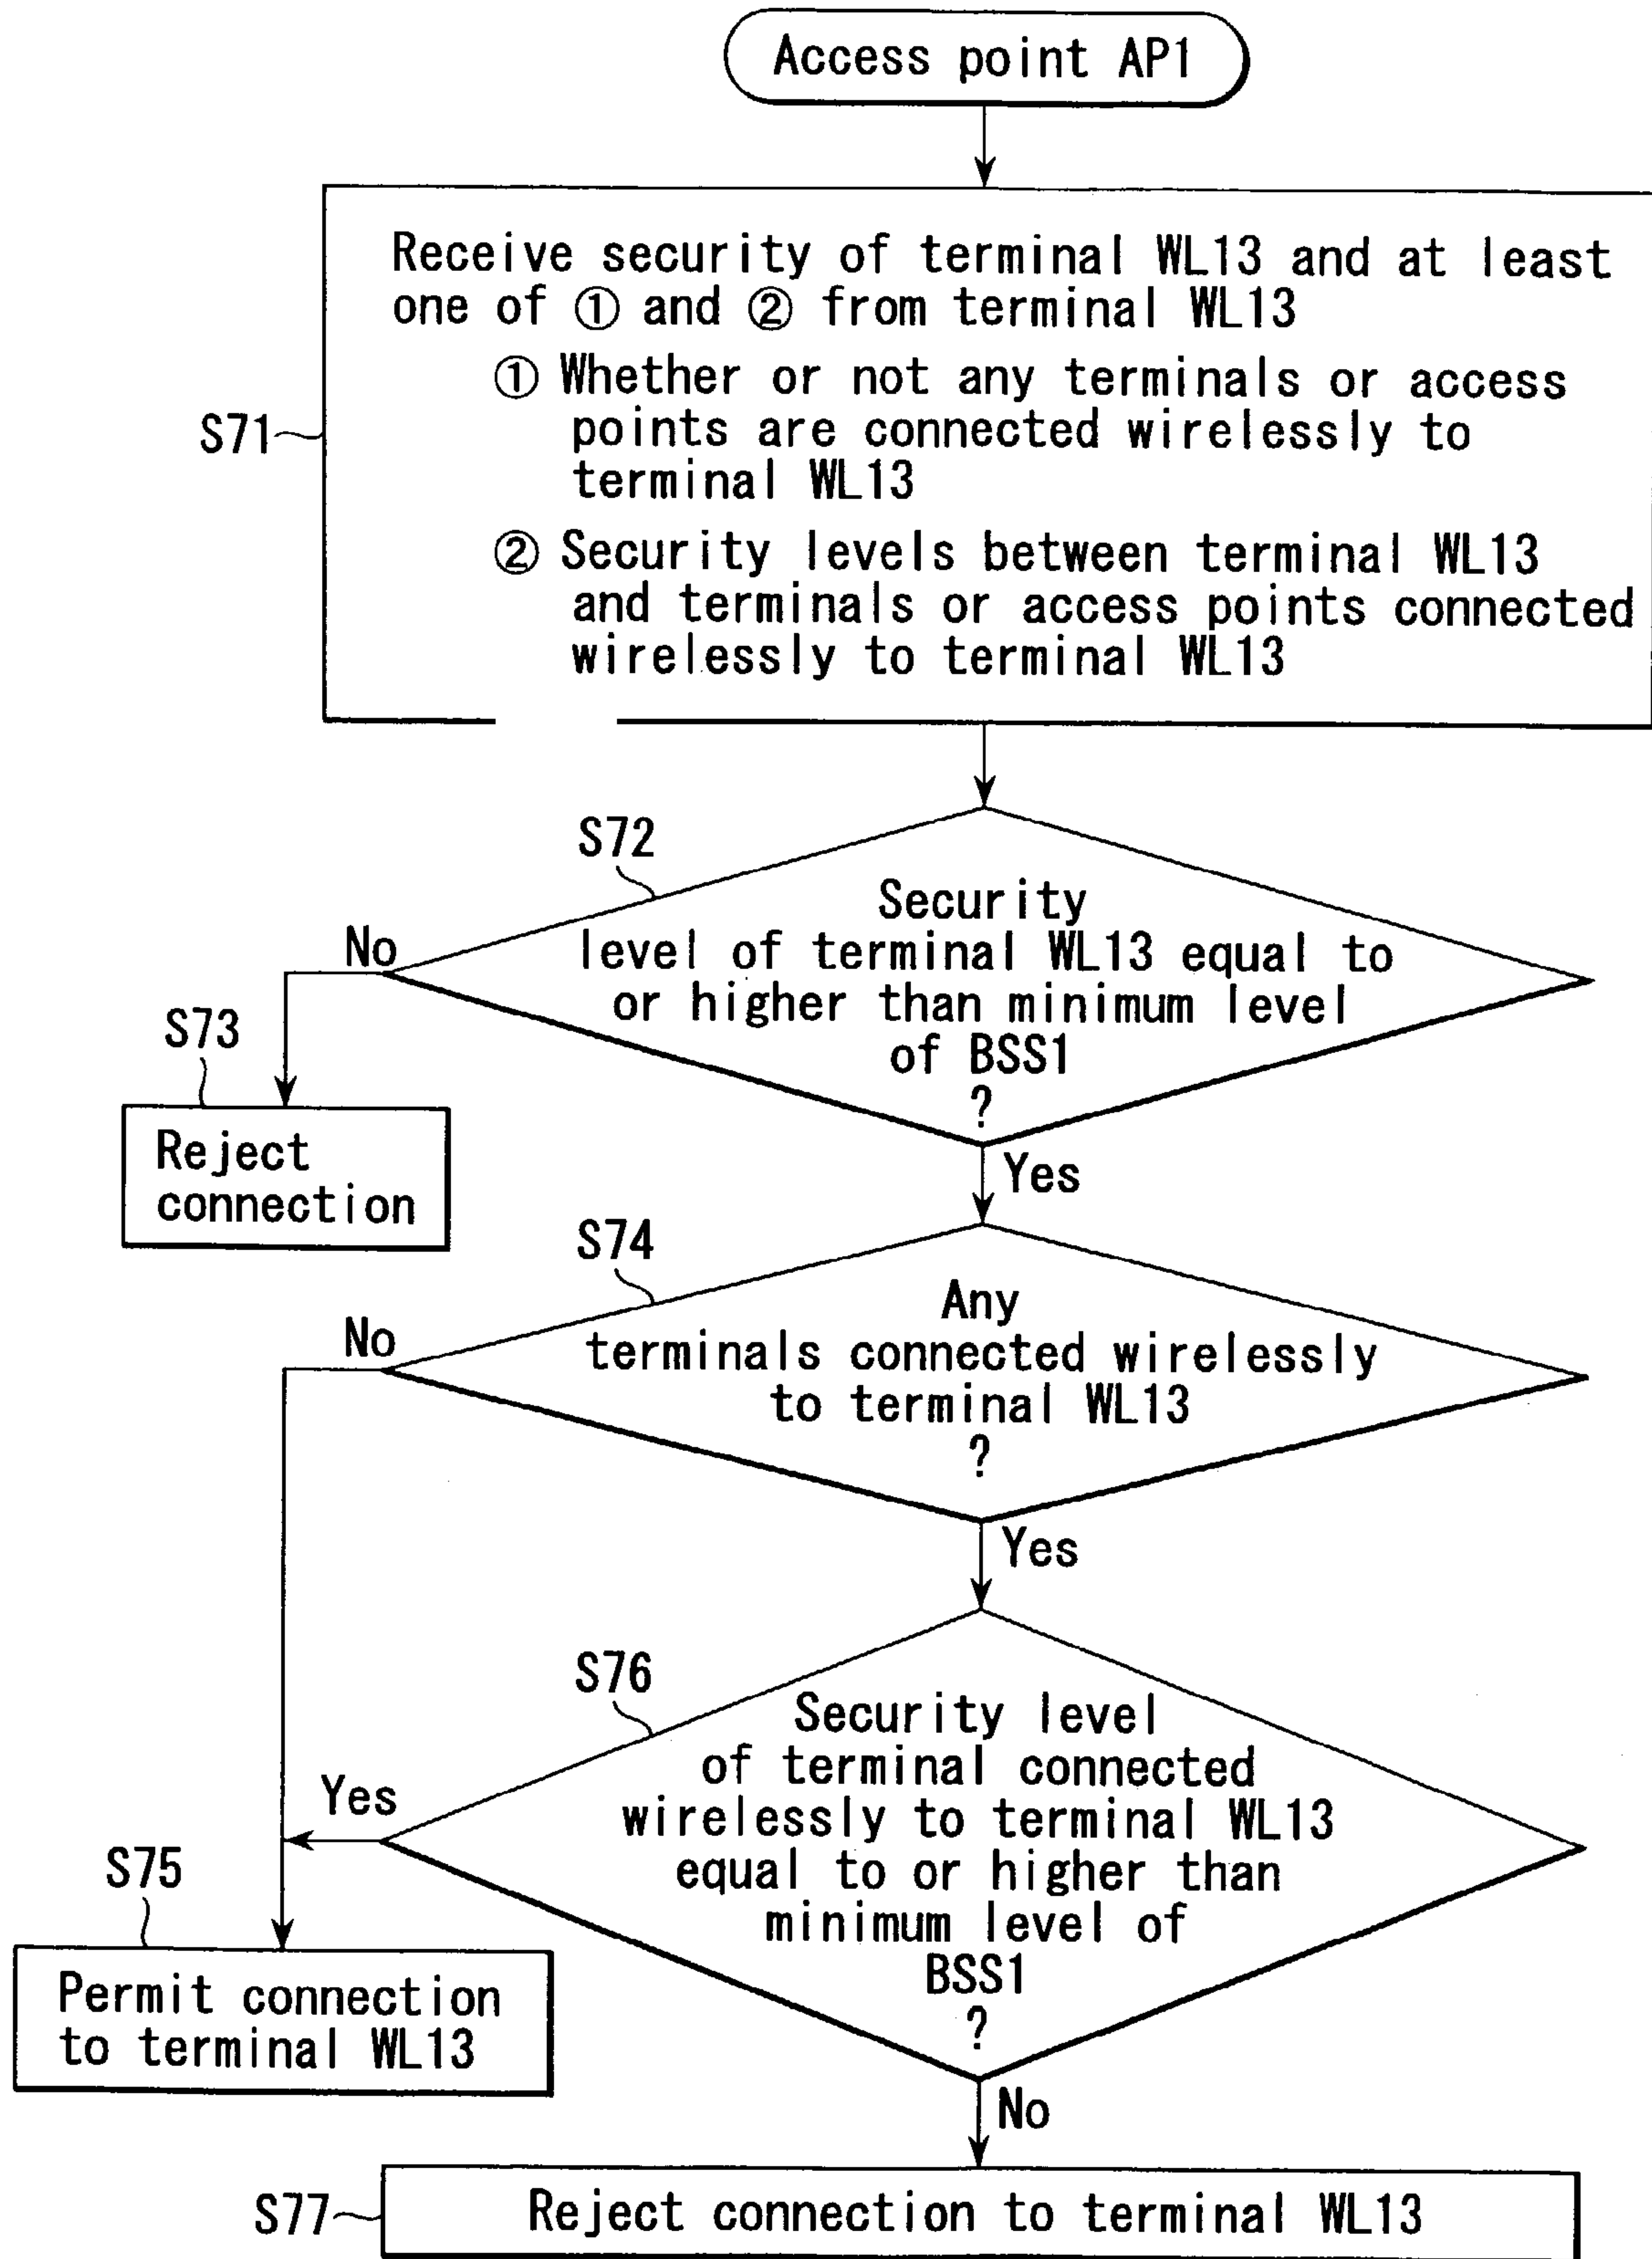 Access point AP1
Receive security of terminal WL13 and at least
one of ① and ② from terminal WL13
① Whether or not any terminals or access
points are connected wirelessly to
terminal WL13
② Security levels between terminal WL13
and terminals or access points connected
wirelessly to terminal WL13
S71
S72
Security
level of terminal WL13 equal to
or higher than minimum level
of BSS1
?
No
S73
Reject
connection
Yes
S74
Any
terminals connected wirelessly
to terminal WL13
?
No
Yes
S76
Security level
of terminal connected
wirelessly to terminal WL13
equal to or higher than
minimum level of
BSS1
?
Yes
S75
Permit connection
to terminal WL13
No
S77
Reject connection to terminal WL13